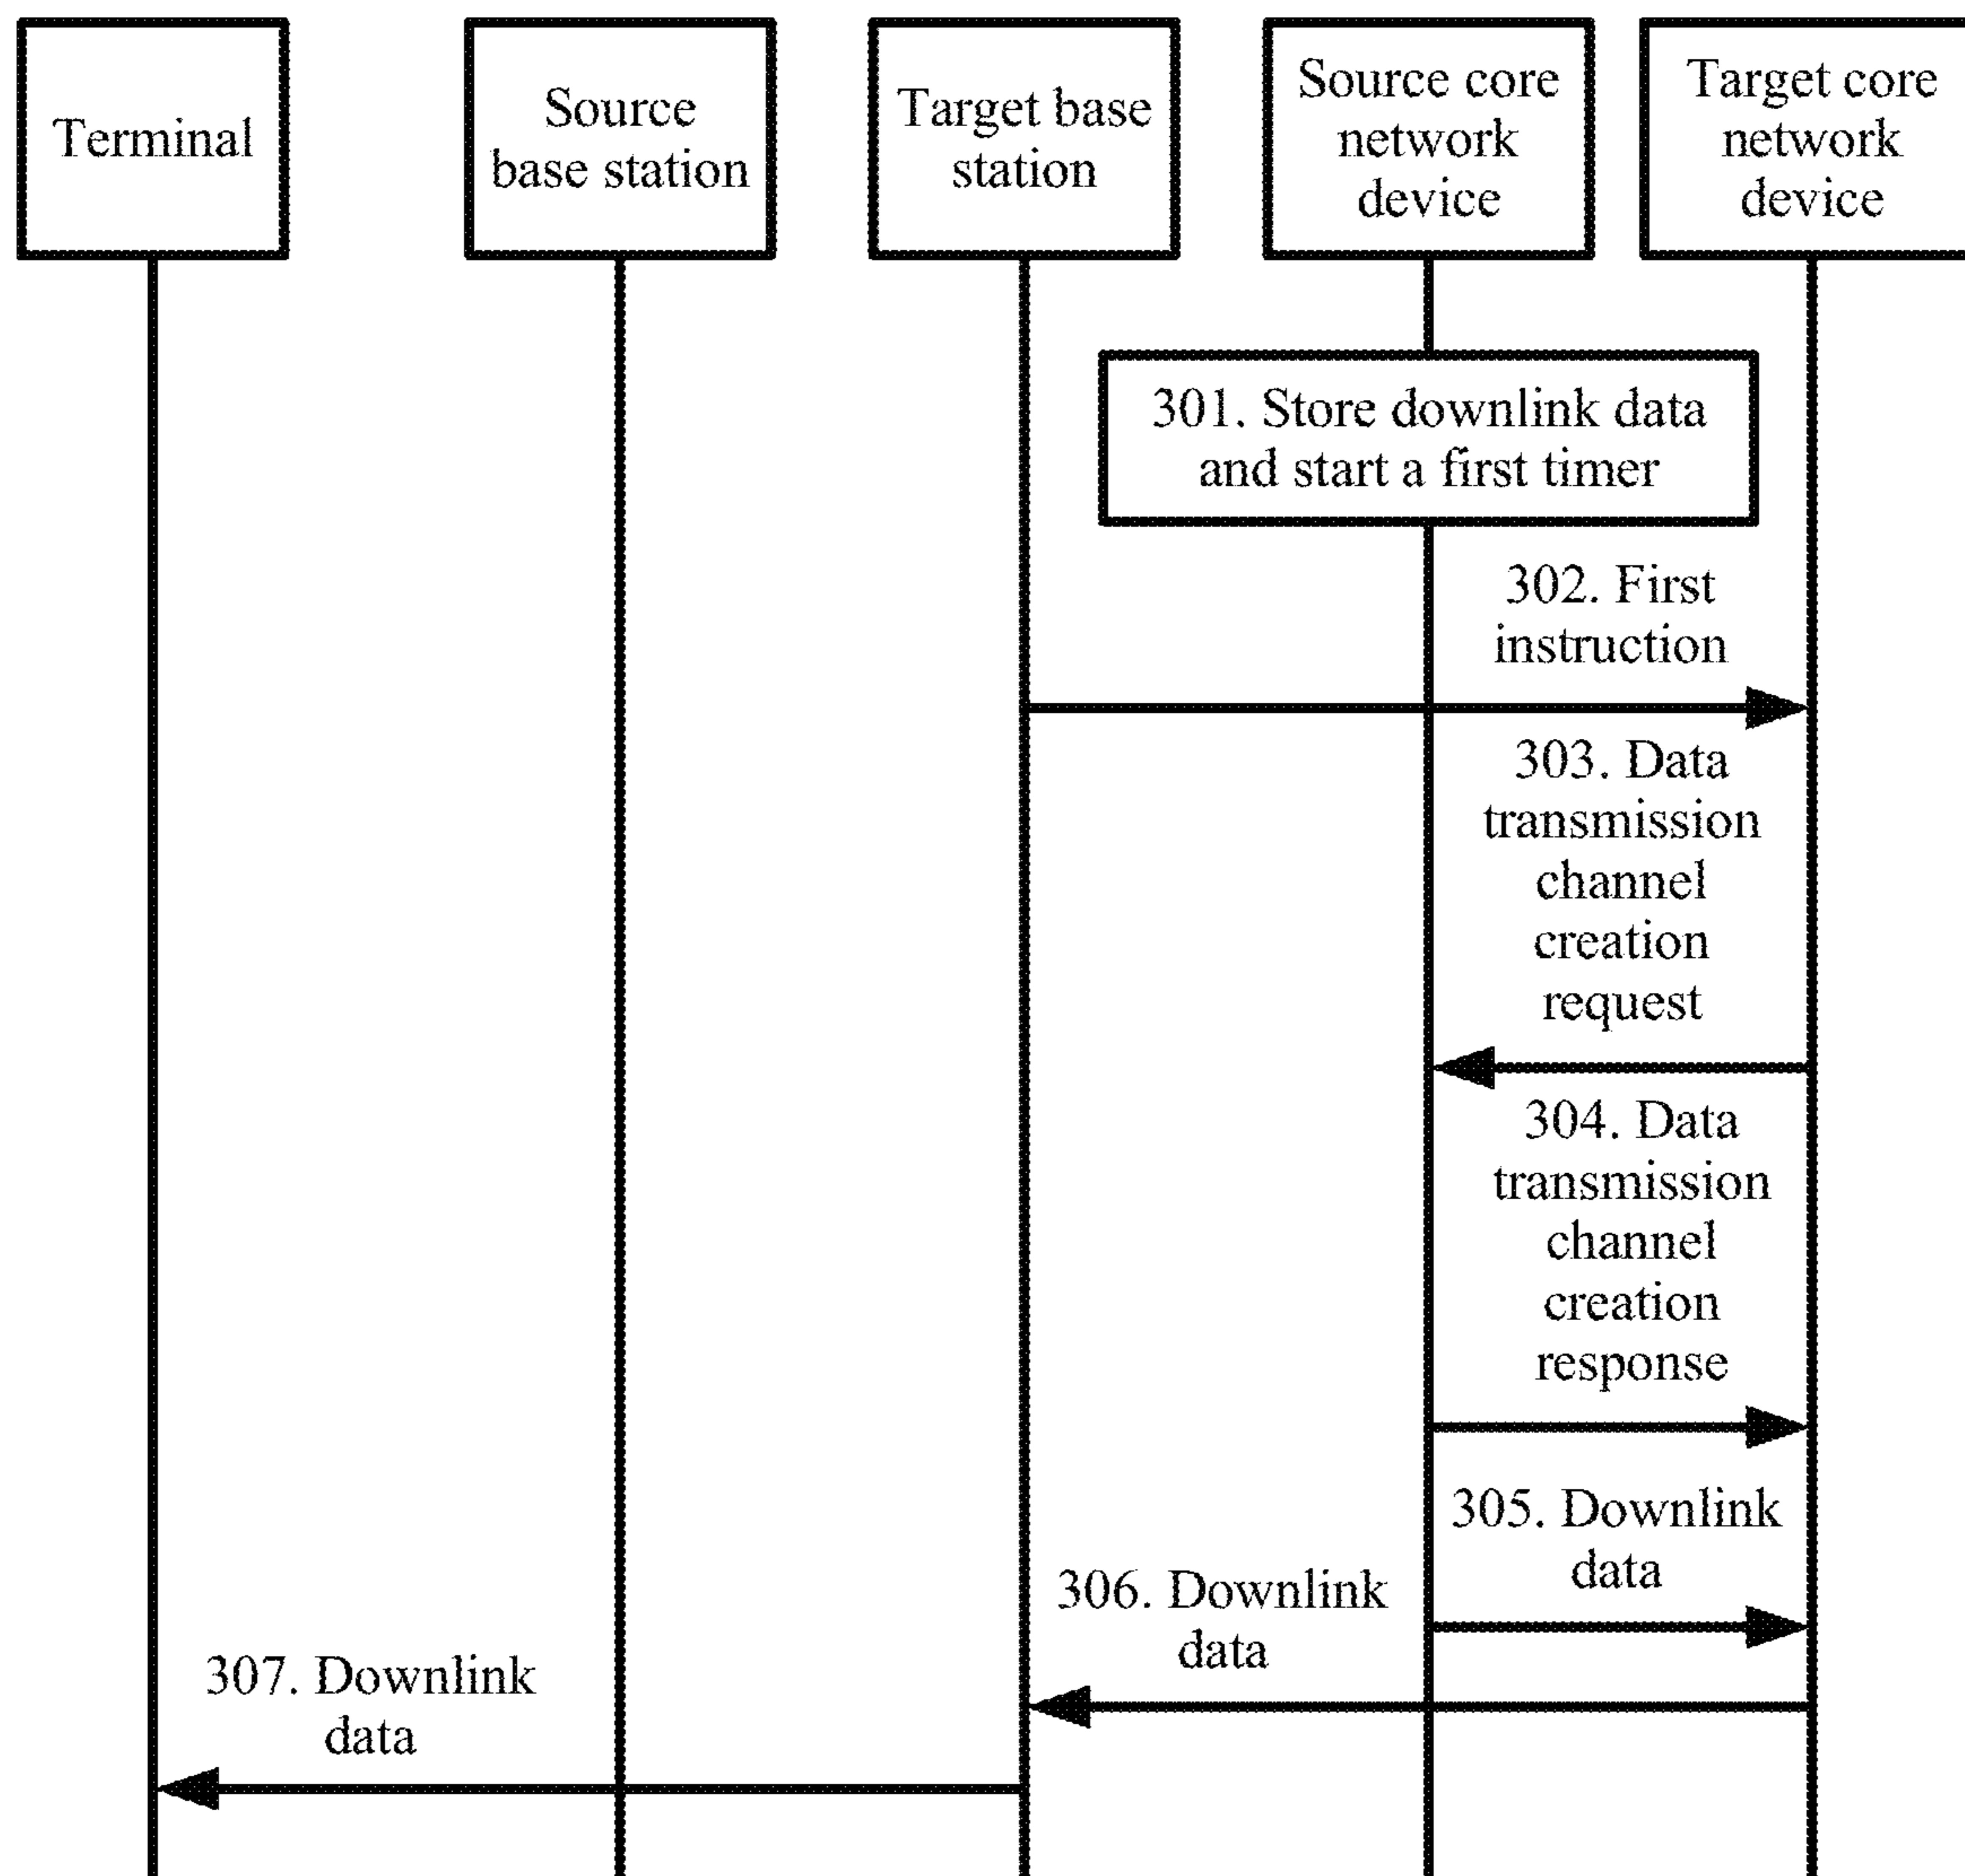 Terminal
Source
base station
Target base
station
Source core
network
device
Target core
network
device
301. Store downlink data
and start a first timer
302. First
instruction
303. Data
transmission
channel
creation
request
304. Data
transmission
channel
creation
response
305. Downlink
data
306. Downlink
data
307. Downlink
data